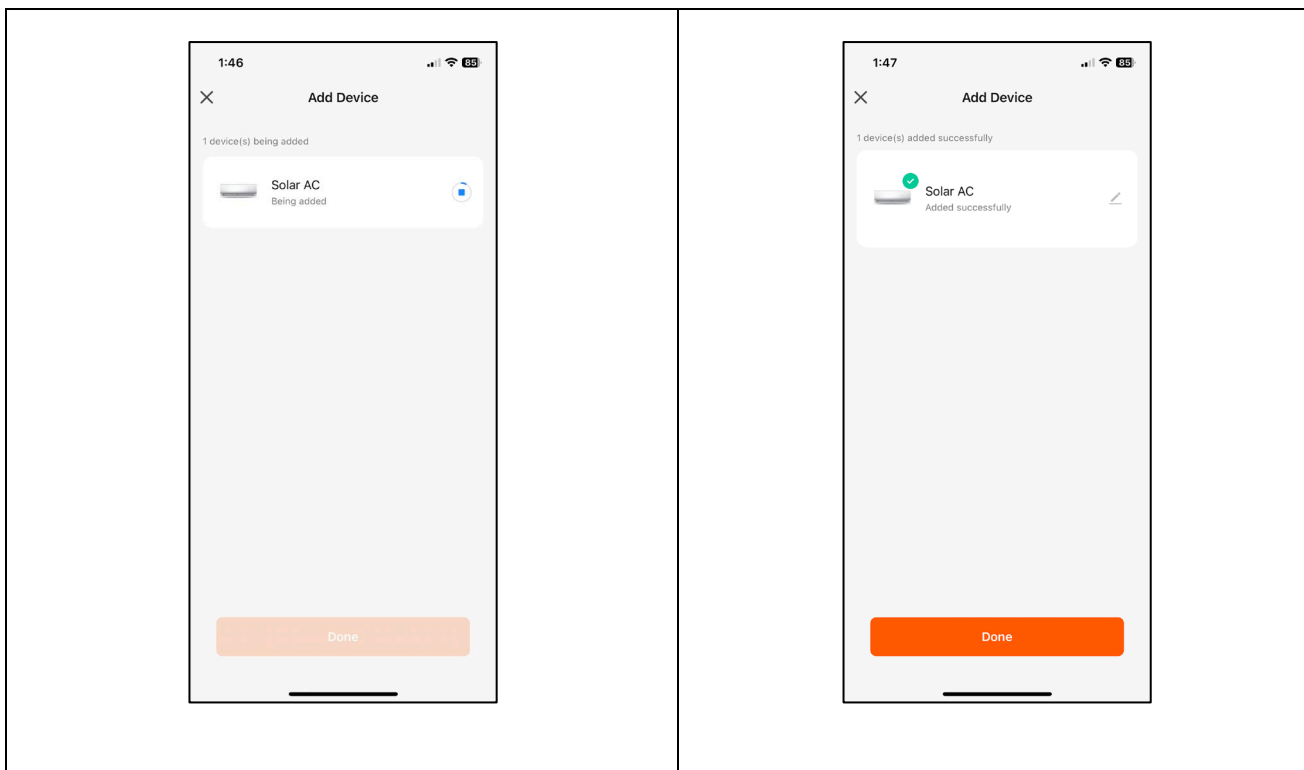 1:46
85
Add Device
1 device(s) being added
Solar AC
Being added
Done
1:47
85
Add Device
1 device(s) added successfully
Solar AC
Added successfully
Done